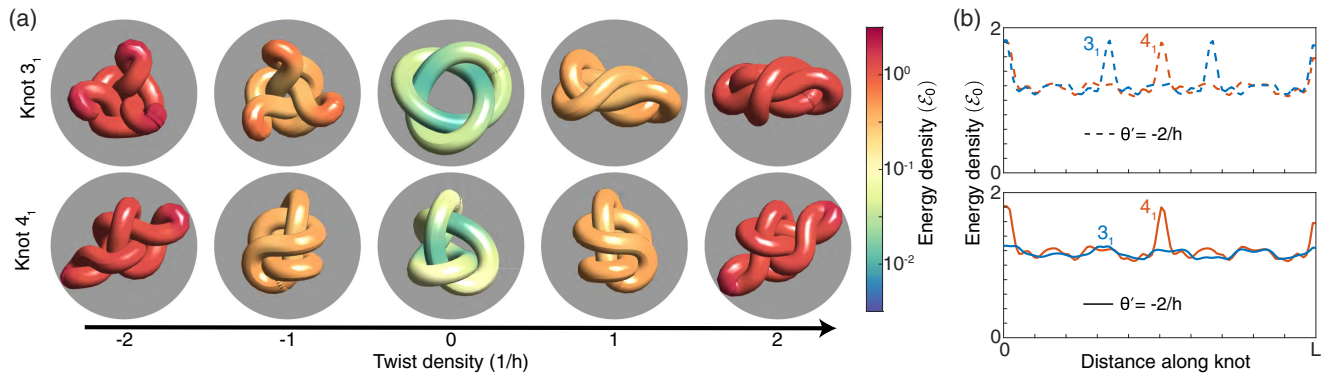 (a)
Knot 3₁
Knot 4₁
-2 -1 0 1 2
Twist density (1/h)
10⁰
10⁻¹
10⁻²
Energy density (ℰ₀)
(b)
2
3₁ 4₁
θ′ = -2/h
0
Energy density (ℰ₀)
2
4₁
3₁
θ′ = -2/h
0
0 L
Distance along knot